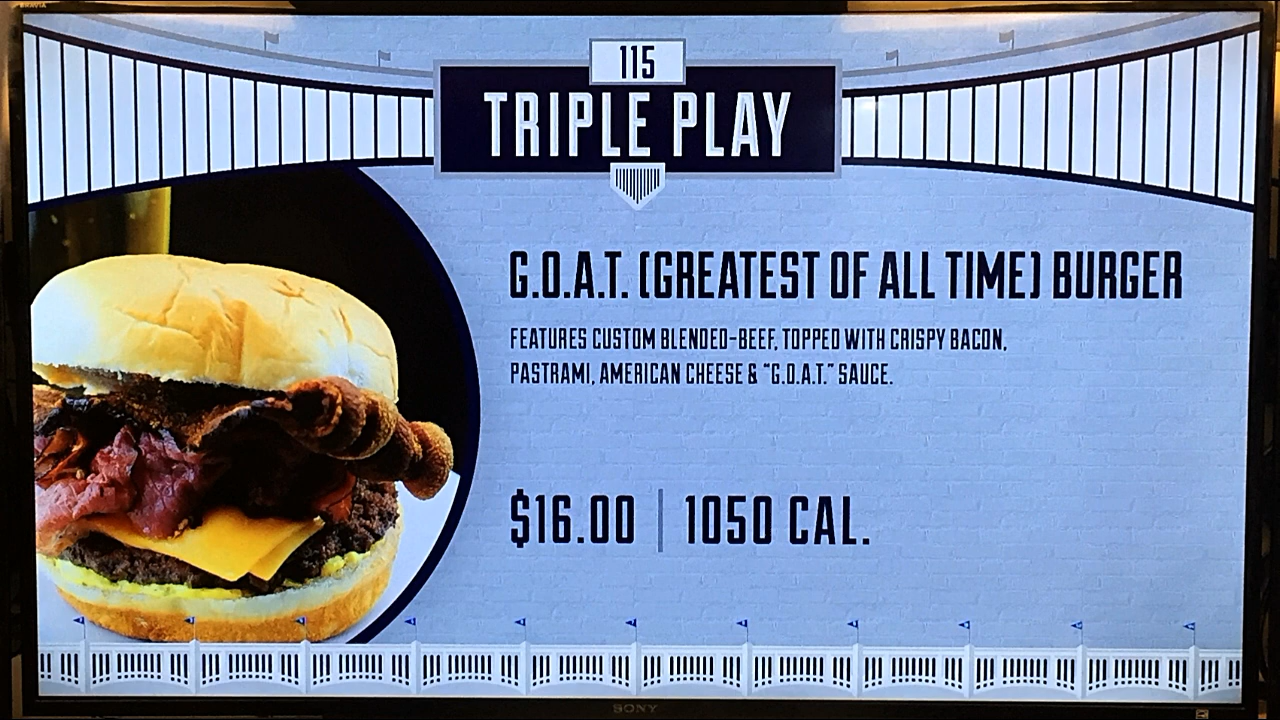 BRAVIA
115
TRIPLE PLAY
G.O.A.T. (GREATEST OF ALL TIME) BURGER
FEATURES CUSTOM BLENDED-BEEF, TOPPED WITH CRISPY BACON,
PASTRAMI, AMERICAN CHEESE & "G.O.A.T." SAUCE.
$16.00 | 1050 CAL.
SONY